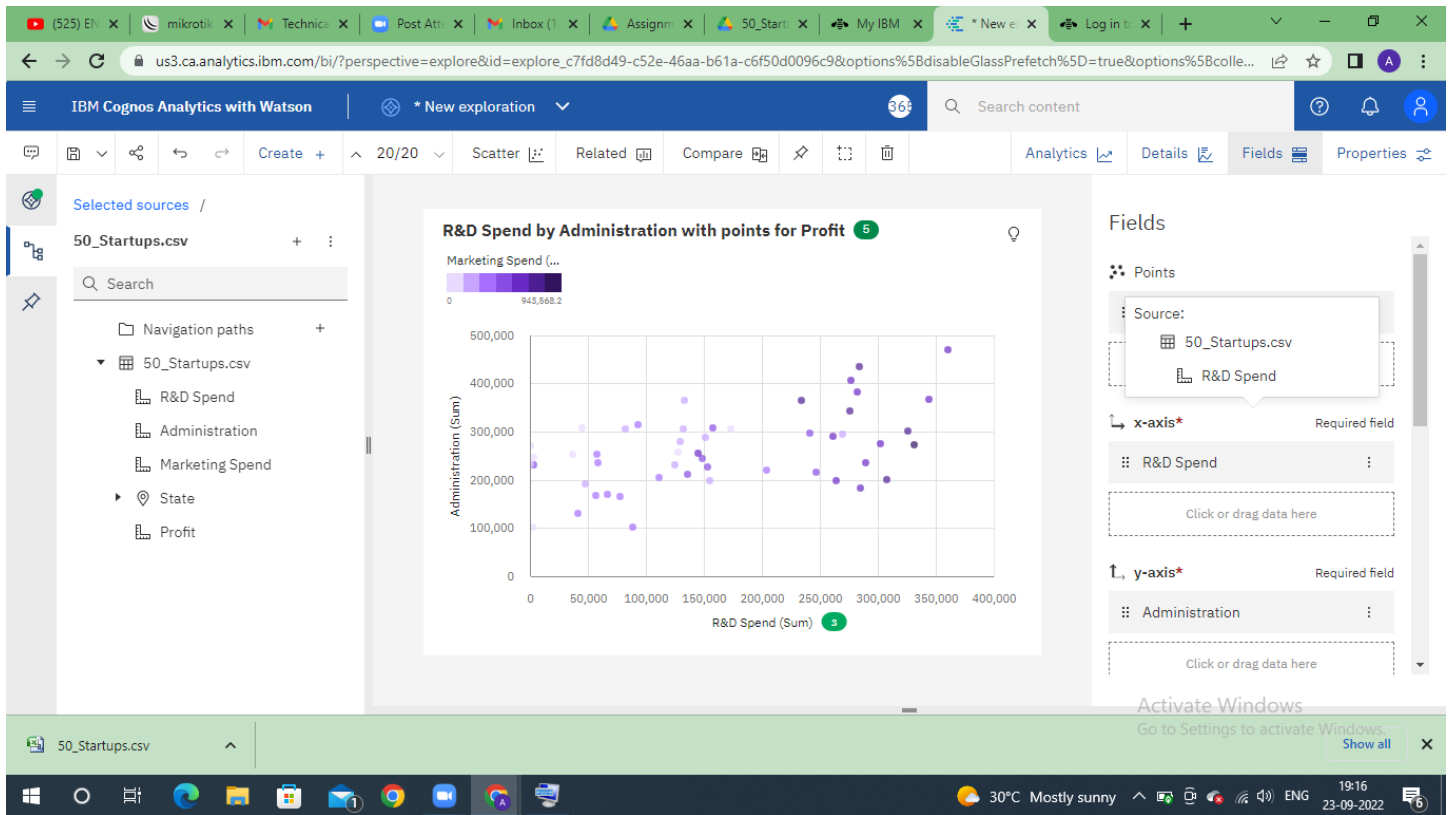 (525) EN
mikrotik
Technica
Post Att
Inbox (1
Assignm
50_Start
My IBM
* New e
Log in t
us3.ca.analytics.ibm.com/bi/?perspective=explore&id=explore_c7fd8d49-c52e-46aa-b61a-c6f50d0096c9&options%5BdisableGlassPrefetch%5D=true&options%5Bcolle...
A
IBM Cognos Analytics with Watson
* New exploration
Search content
Create +
20/20
Scatter
Related
Compare
Analytics
Details
Fields
Properties
Selected sources /
50_Startups.csv
Search
Navigation paths
50_Startups.csv
R&D Spend
Administration
Marketing Spend
State
Profit
R&D Spend by Administration with points for Profit 5
Marketing Spend (...
0 943,568.2
500,000
400,000
300,000
200,000
100,000
0
Administration (Sum)
0 50,000 100,000 150,000 200,000 250,000 300,000 350,000 400,000
R&D Spend (Sum) 3
Fields
Points
Source:
50_Startups.csv
R&D Spend
x-axis* Required field
R&D Spend
Click or drag data here
y-axis* Required field
Administration
Click or drag data here
Activate Windows
Go to Settings to activate Windows.
50_Startups.csv
Show all
1
A
30°C Mostly sunny
ENG
19:16
23-09-2022
6